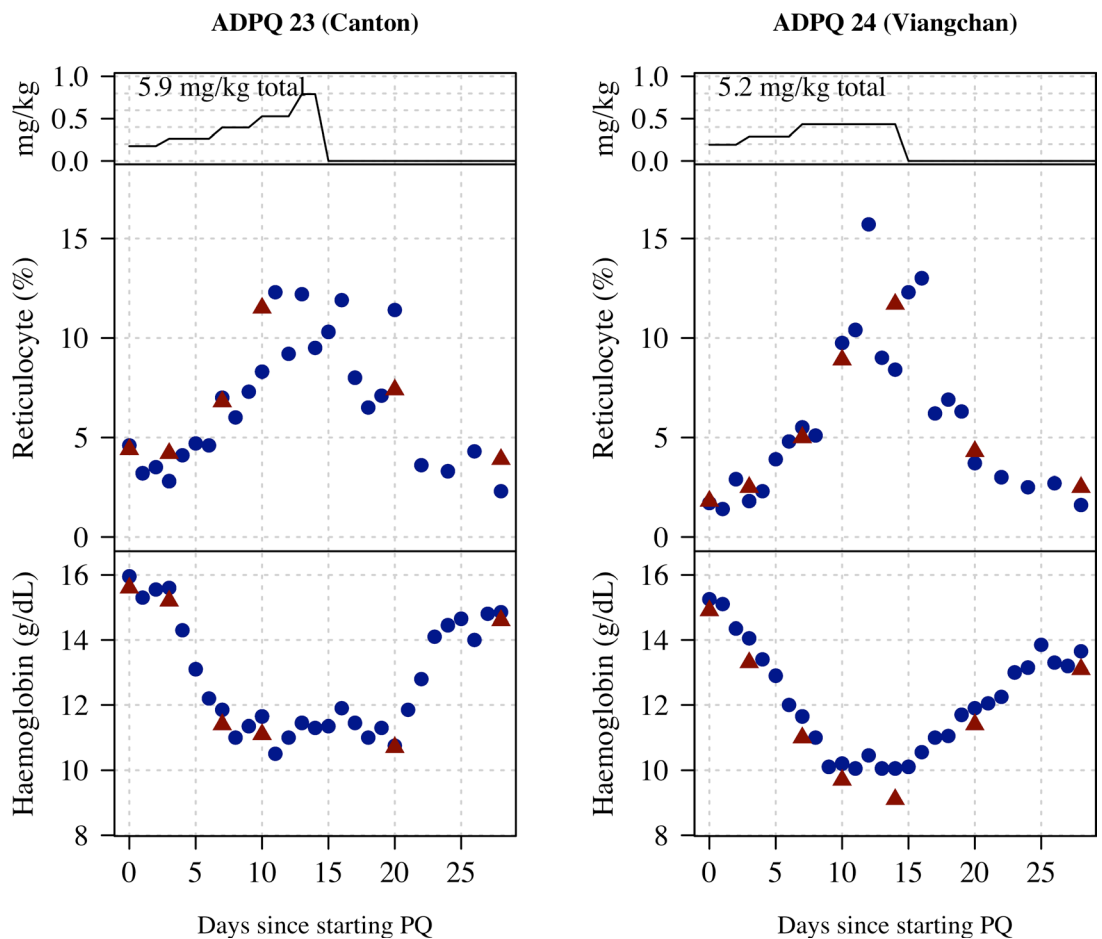 ADPQ 23 (Canton)
mg/kg
1.0
0.5
0.0
5.9 mg/kg total
Reticulocyte (%)
15
10
5
0
Haemoglobin (g/dL)
16
14
12
10
8
0 5 10 15 20 25
Days since starting PQ
ADPQ 24 (Viangchan)
mg/kg
1.0
0.5
0.0
5.2 mg/kg total
Reticulocyte (%)
15
10
5
0
Haemoglobin (g/dL)
16
14
12
10
8
0 5 10 15 20 25
Days since starting PQ